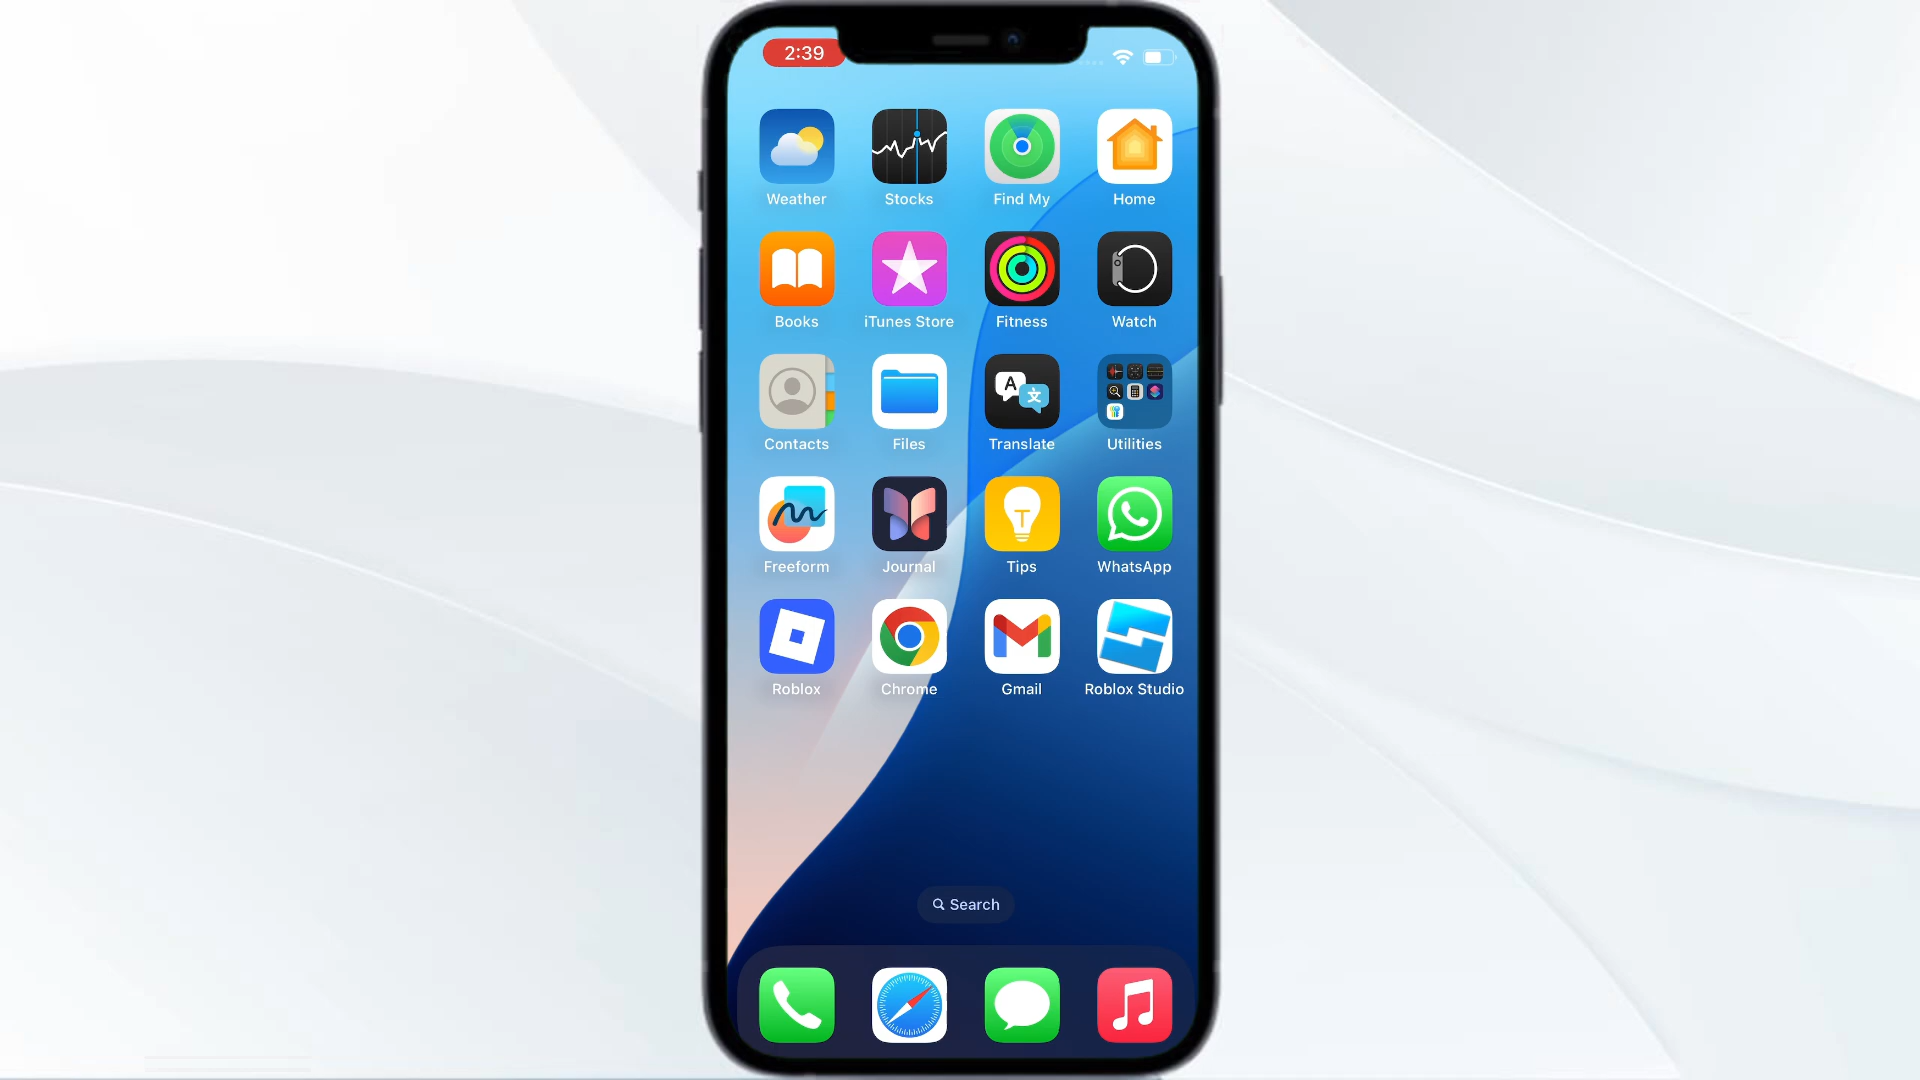 2:39
Weather Stocks Find My Home
Books iTunes Store Fitness Watch
A 文
Contacts Files Translate Utilities
T
Freeform Journal Tips WhatsApp
Roblox Chrome Gmail Roblox Studio
Search